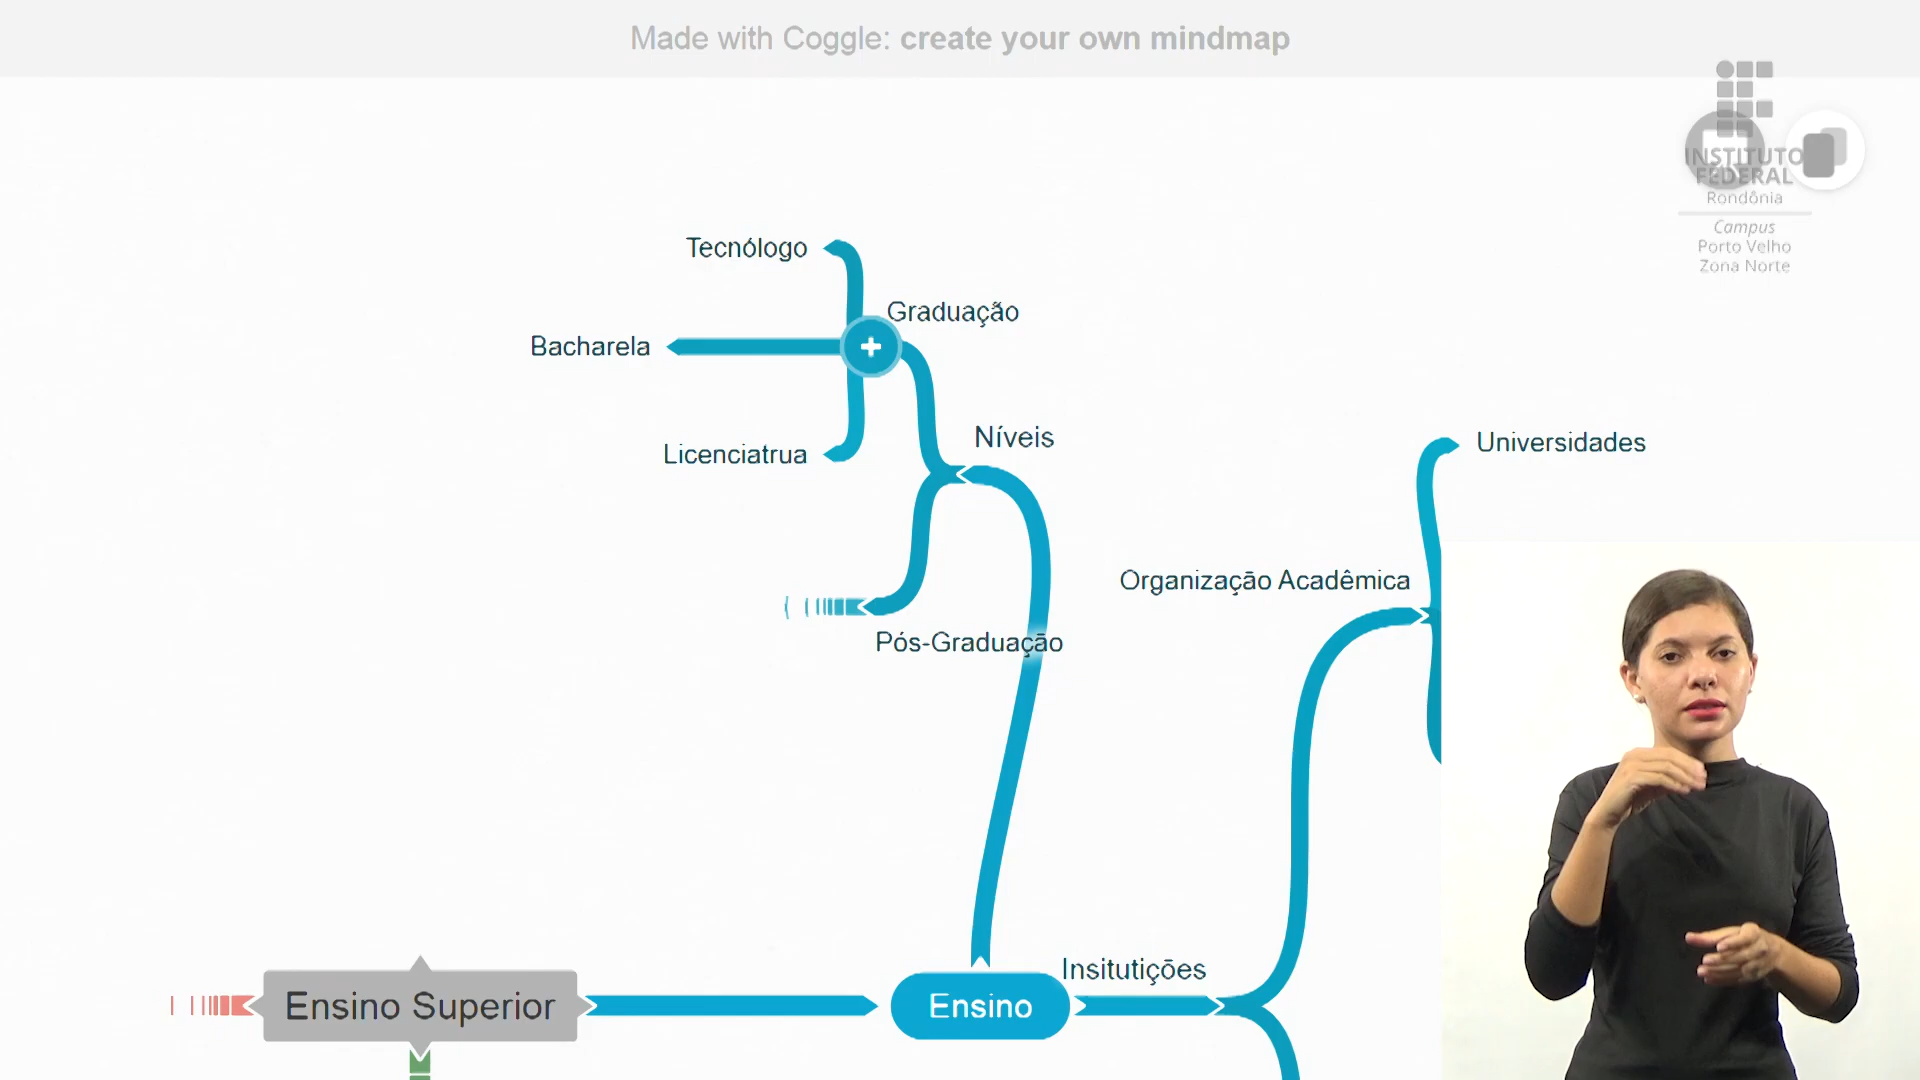 Made with Coggle: create your own mindmap
INSTITUTO
FEDERAL
Rondônia
Campus
Porto Velho
Zona Norte
Tecnólogo
Graduação
Bacharela
Licenciatrua
Níveis
Universidades
Organização Acadêmica
Pós-Graduação
Insitutições
Ensino Superior
Ensino